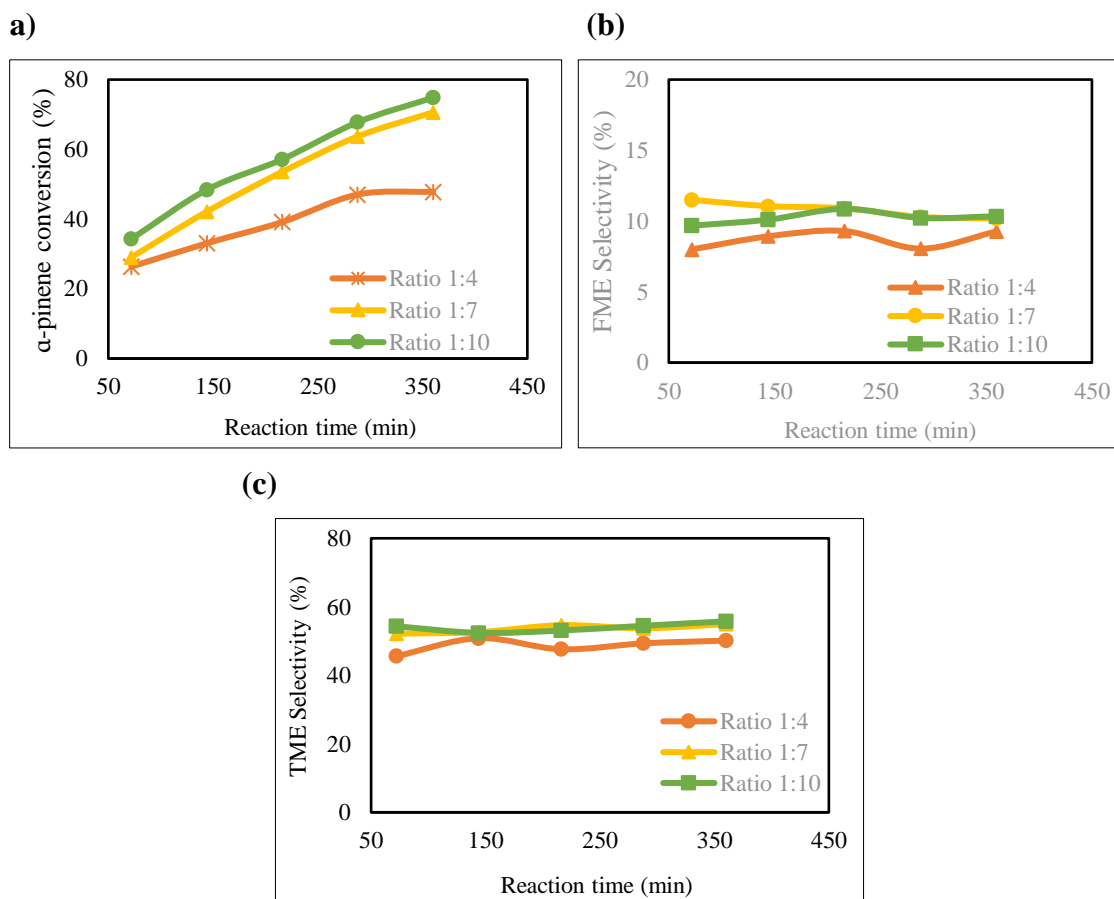 a)
(b)
α-pinene conversion (%)
80
60
40
20
0
50
150
250
350
450
Reaction time (min)
Ratio 1:4
Ratio 1:7
Ratio 1:10
FME Selectivity (%)
20
15
10
5
0
50
150
250
350
450
Reaction time (min)
Ratio 1:4
Ratio 1:7
Ratio 1:10
(c)
TME Selectivity (%)
80
60
40
20
0
50
150
250
350
450
Reaction time (min)
Ratio 1:4
Ratio 1:7
Ratio 1:10